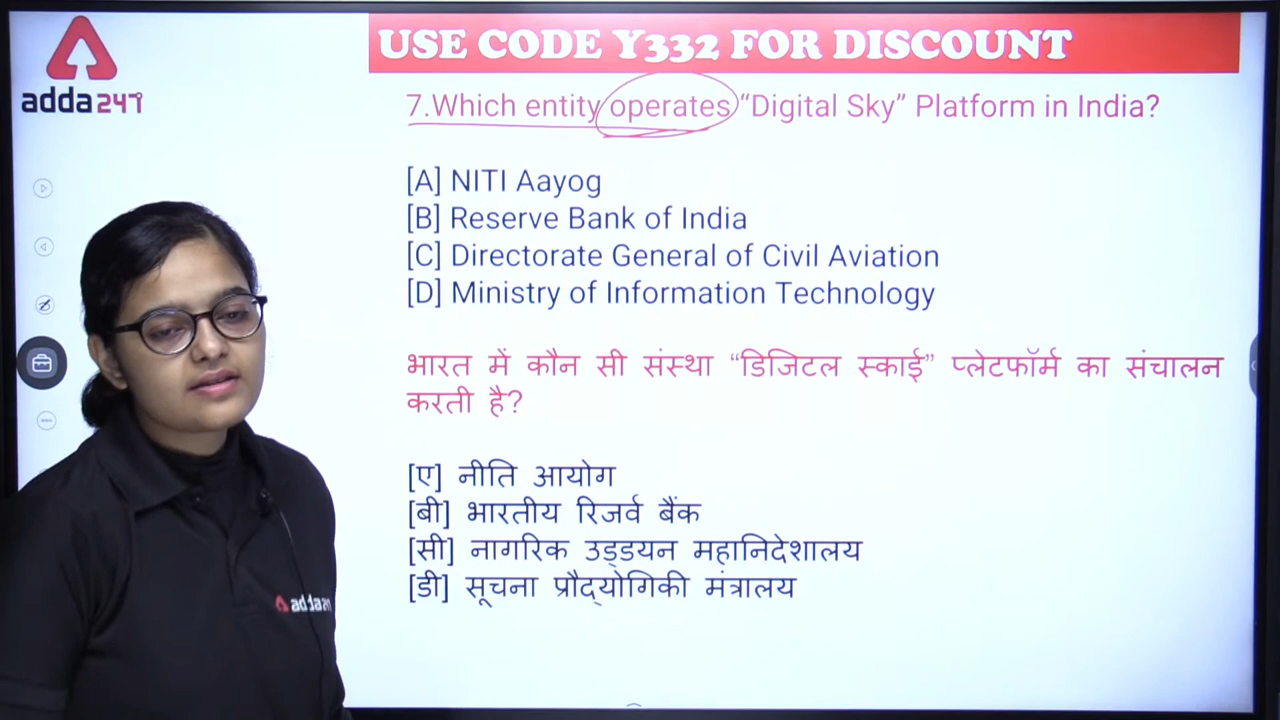 adda247
USE CODE Y332 FOR DISCOUNT
7.Which entity operates “Digital Sky” Platform in India?
[A] NITI Aayog
[B] Reserve Bank of India
[C] Directorate General of Civil Aviation
[D] Ministry of Information Technology
भारत में कौन सी संस्था “डिजिटल स्काई” प्लेटफॉर्म का संचालन
करती है?
[ए] नीति आयोग
[बी] भारतीय रिजर्व बैंक
[सी] नागरिक उड्डयन महानिदेशालय
[डी] सूचना प्रौद्योगिकी मंत्रालय